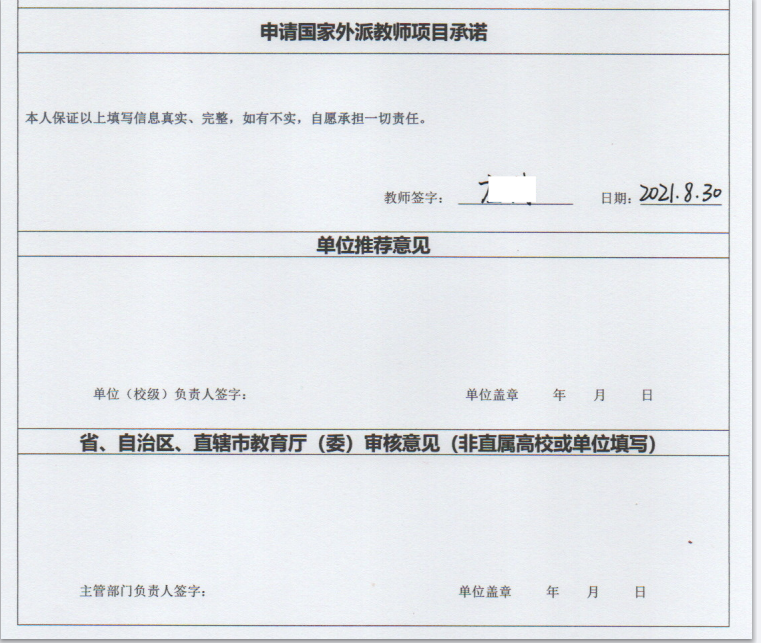 申请国家外派教师项目承诺
本人保证以上填写信息真实、完整，如有不实，自愿承担一切责任。
教师签字： 日期：2021.8.30
单位推荐意见
单位（校级）负责人签字： 单位盖章 年 月 日
省、自治区、直辖市教育厅（委）审核意见（非直属高校或单位填写）
主管部门负责人签字： 单位盖章 年 月 日